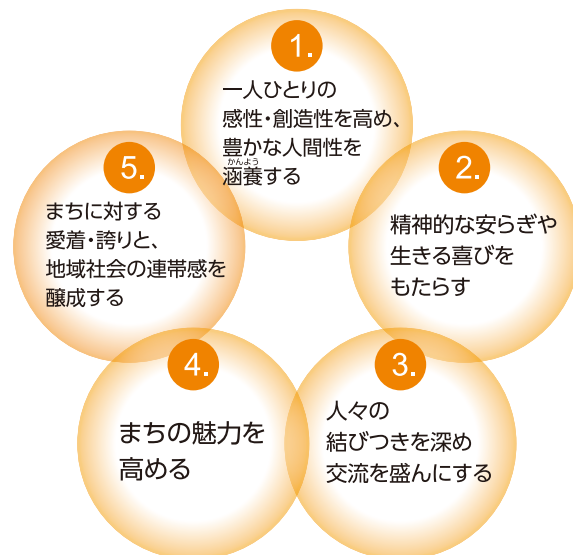 1.
一人ひとりの
感性・創造性を高め、
豊かな人間性を
かんよう
涵養する
2.
精神的な安らぎや
生きる喜びを
もたらす
3.
人々の
結びつきを深め
交流を盛んにする
4.
まちの魅力を
高める
5.
まちに対する
愛着・誇りと、
地域社会の連帯感を
醸成する